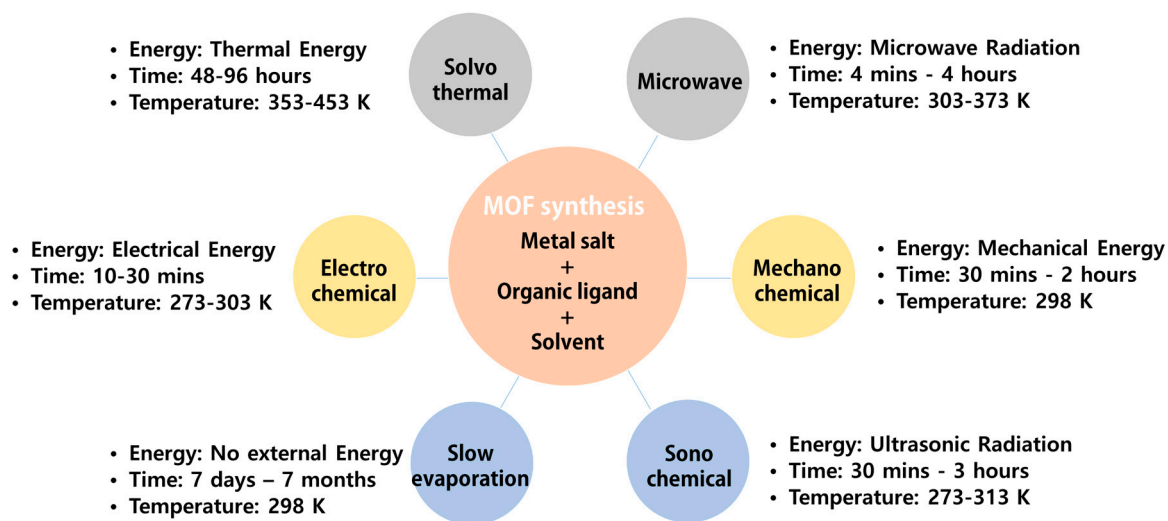 • Energy: Thermal Energy
• Time: 48-96 hours
• Temperature: 353-453 K
Solvo
thermal
Microwave
• Energy: Microwave Radiation
• Time: 4 mins - 4 hours
• Temperature: 303-373 K
• Energy: Electrical Energy
• Time: 10-30 mins
• Temperature: 273-303 K
Electro
chemical
MOF synthesis
Metal salt
+
Organic ligand
+
Solvent
Mechano
chemical
• Energy: Mechanical Energy
• Time: 30 mins - 2 hours
• Temperature: 298 K
• Energy: No external Energy
• Time: 7 days – 7 months
• Temperature: 298 K
Slow
evaporation
Sono
chemical
• Energy: Ultrasonic Radiation
• Time: 30 mins - 3 hours
• Temperature: 273-313 K